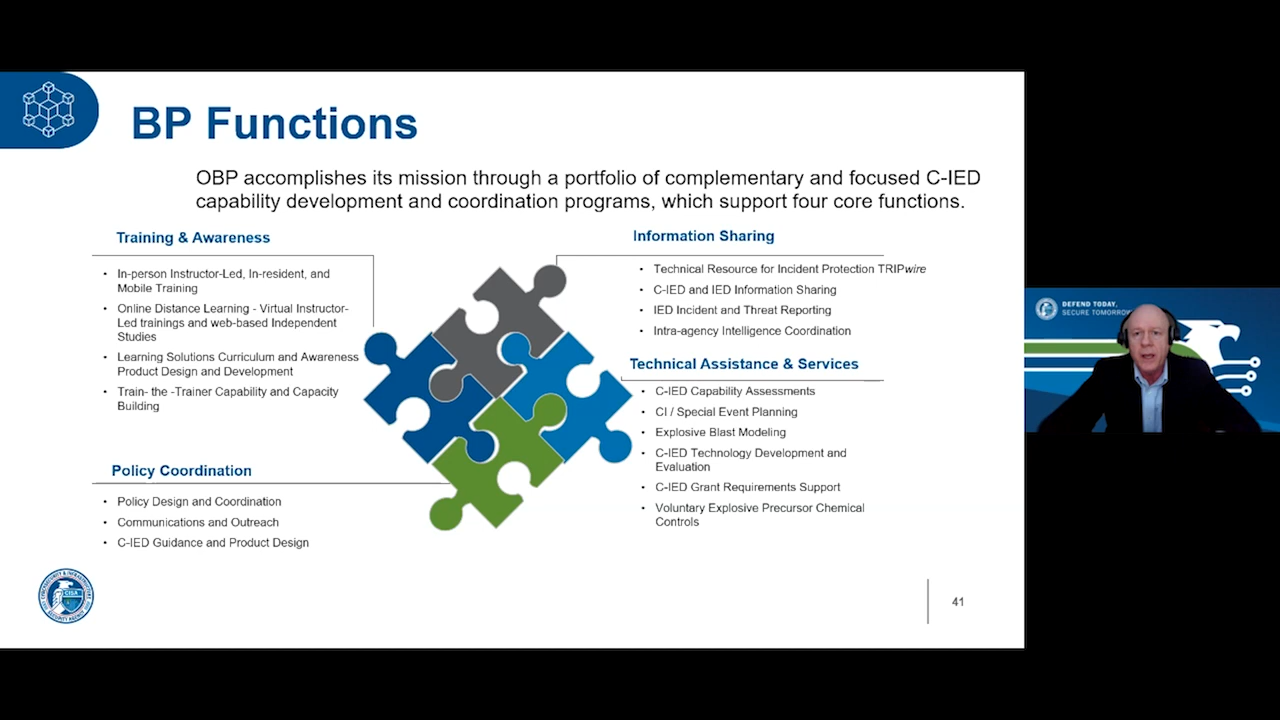 BP Functions
OBP accomplishes its mission through a portfolio of complementary and focused C-IED
capability development and coordination programs, which support four core functions.
Training & Awareness
• In-person Instructor-Led, In-resident, and
Mobile Training
• Online Distance Learning - Virtual Instructor-
Led trainings and web-based Independent
Studies
• Learning Solutions Curriculum and Awareness
Product Design and Development
• Train- the -Trainer Capability and Capacity
Building
Policy Coordination
• Policy Design and Coordination
• Communications and Outreach
• C-IED Guidance and Product Design
Information Sharing
• Technical Resource for Incident Protection TRIPwire
• C-IED and IED Information Sharing
• IED Incident and Threat Reporting
• Intra-agency Intelligence Coordination
Technical Assistance & Services
• C-IED Capability Assessments
• CI / Special Event Planning
• Explosive Blast Modeling
• C-IED Technology Development and
Evaluation
• C-IED Grant Requirements Support
• Voluntary Explosive Precursor Chemical
Controls
CYBERSECURITY & INFRASTRUCTURE
CISA
SECURITY AGENCY
41
DEFEND TODAY,
SECURE TOMORROW